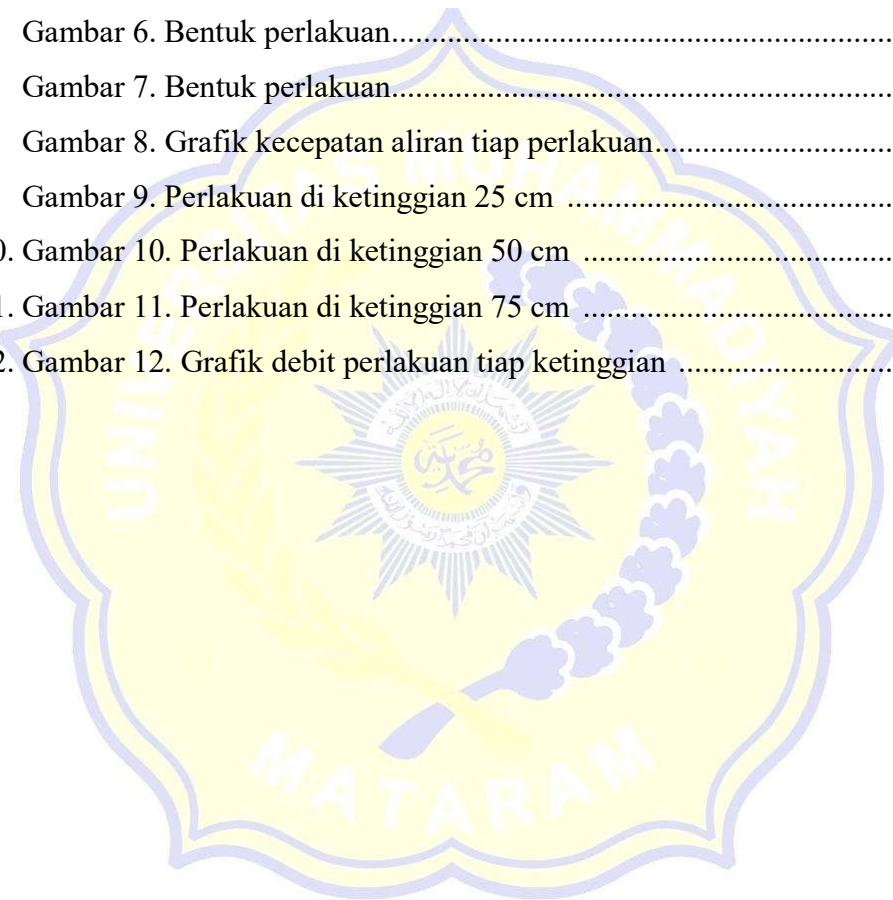 Gambar 6. Bentuk perlakuan..................................................................
Gambar 7. Bentuk perlakuan..................................................................
Gambar 8. Grafik kecepatan aliran tiap perlakuan................................
Gambar 9. Perlakuan di ketinggian 25 cm ...........................................
0. Gambar 10. Perlakuan di ketinggian 50 cm .........................................
1. Gambar 11. Perlakuan di ketinggian 75 cm .........................................
2. Gambar 12. Grafik debit perlakuan tiap ketinggian .............................
UNIVERSITAS MUHAMMADIYAH
MATARAM